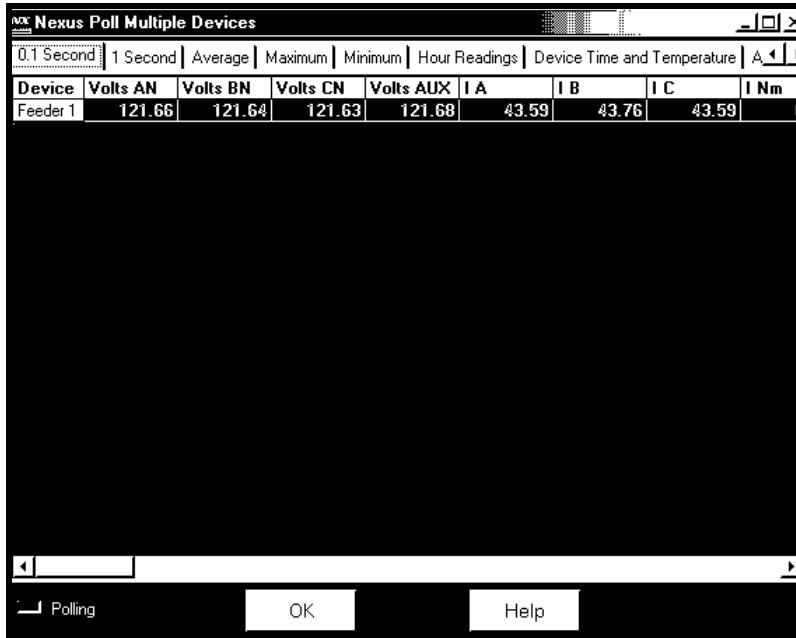 Nexus Poll Multiple Devices
0.1 Second 1 Second Average Maximum Minimum Hour Readings Device Time and Temperature A
Device Volts AN Volts BN Volts CN Volts AUX I A I B I C I Nm
Feeder 1 121.66 121.64 121.63 121.68 43.59 43.76 43.59
Polling OK Help